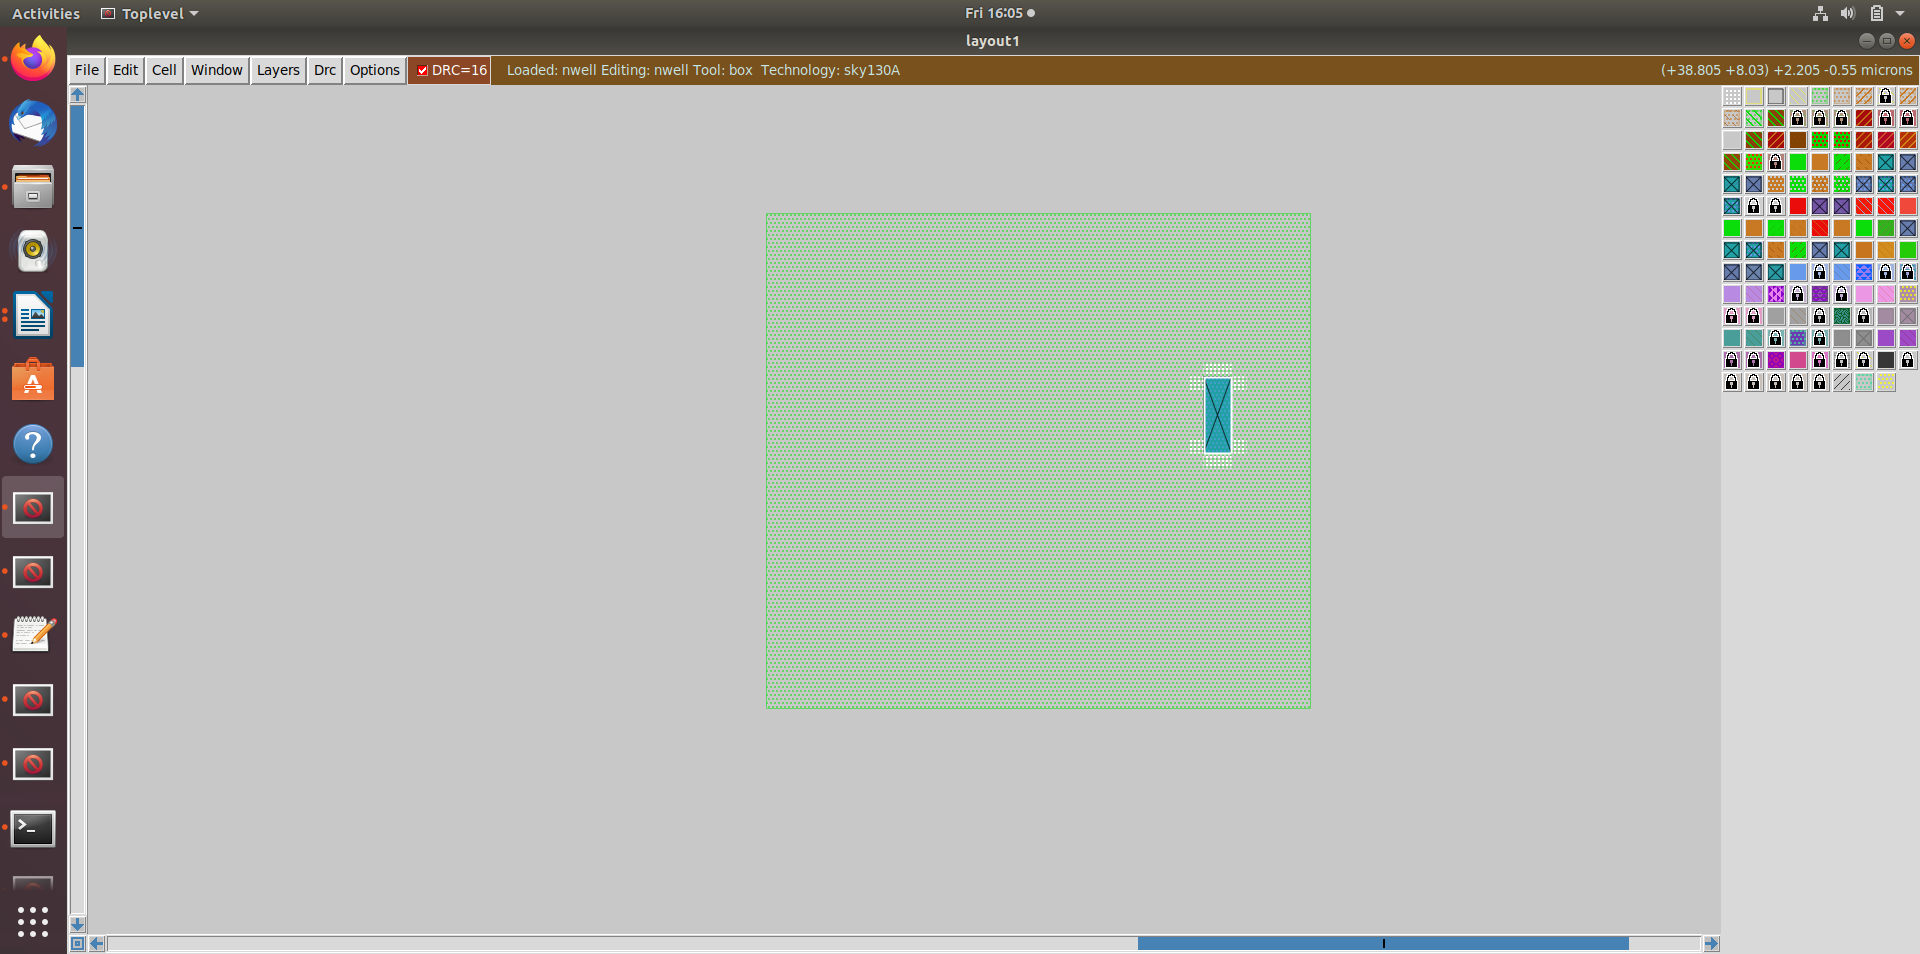 Activities Toplevel Fri 16:05
layout1
File Edit Cell Window Layers Drc Options DRC=16 Loaded: nwell Editing: nwell Tool: box Technology: sky130A (+38.805 +8.03) +2.205 -0.55 microns